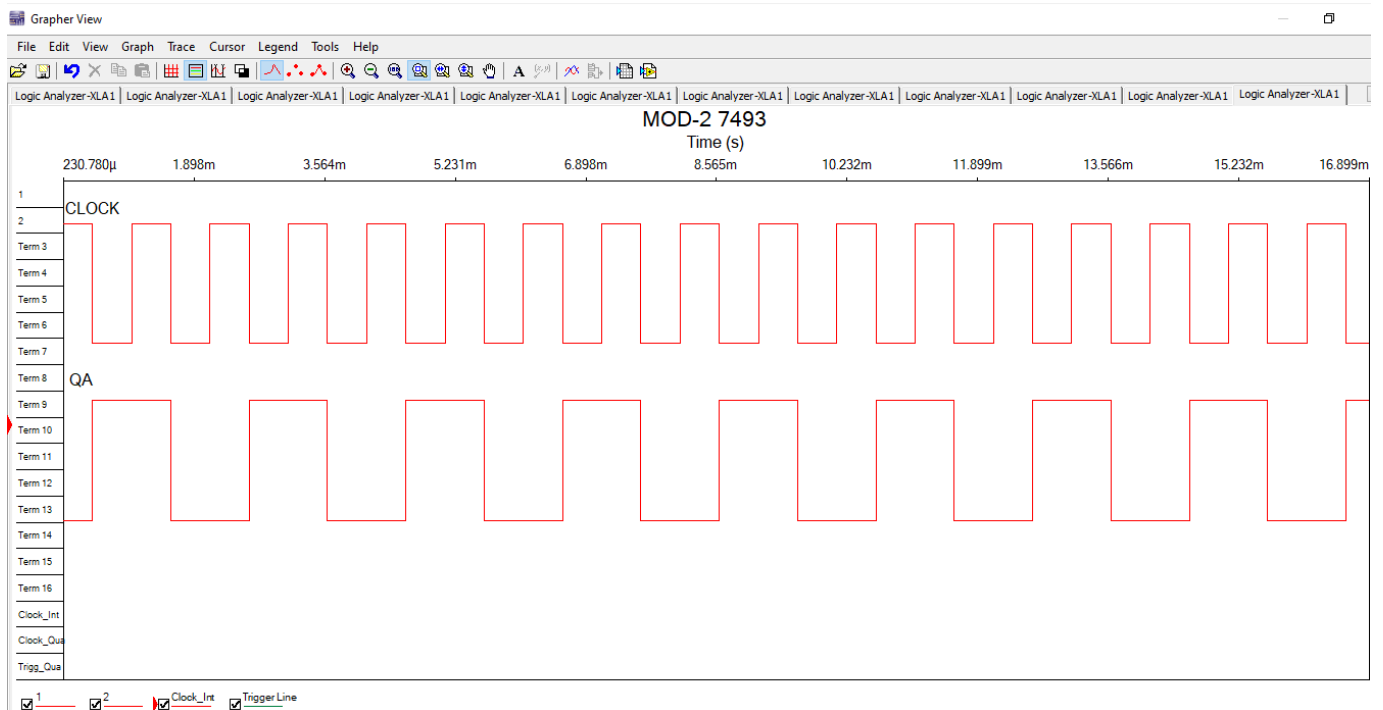 Grapher View
File Edit View Graph Trace Cursor Legend Tools Help
A
Logic Analyzer-XLA1 Logic Analyzer-XLA1 Logic Analyzer-XLA1 Logic Analyzer-XLA1 Logic Analyzer-XLA1 Logic Analyzer-XLA1 Logic Analyzer-XLA1 Logic Analyzer-XLA1 Logic Analyzer-XLA1 Logic Analyzer-XLA1 Logic Analyzer-XLA1 Logic Analyzer-XLA1
MOD-2 7493
Time (s)
230.780μ 1.898m 3.564m 5.231m 6.898m 8.565m 10.232m 11.899m 13.566m 15.232m 16.899m
1
CLOCK
2
Term 3
Term 4
Term 5
Term 6
Term 7
Term 8
QA
Term 9
Term 10
Term 11
Term 12
Term 13
Term 14
Term 15
Term 16
Clock_Int
Clock_Qua
Trigg_Qua
1 2 Clock_Int Trigger Line